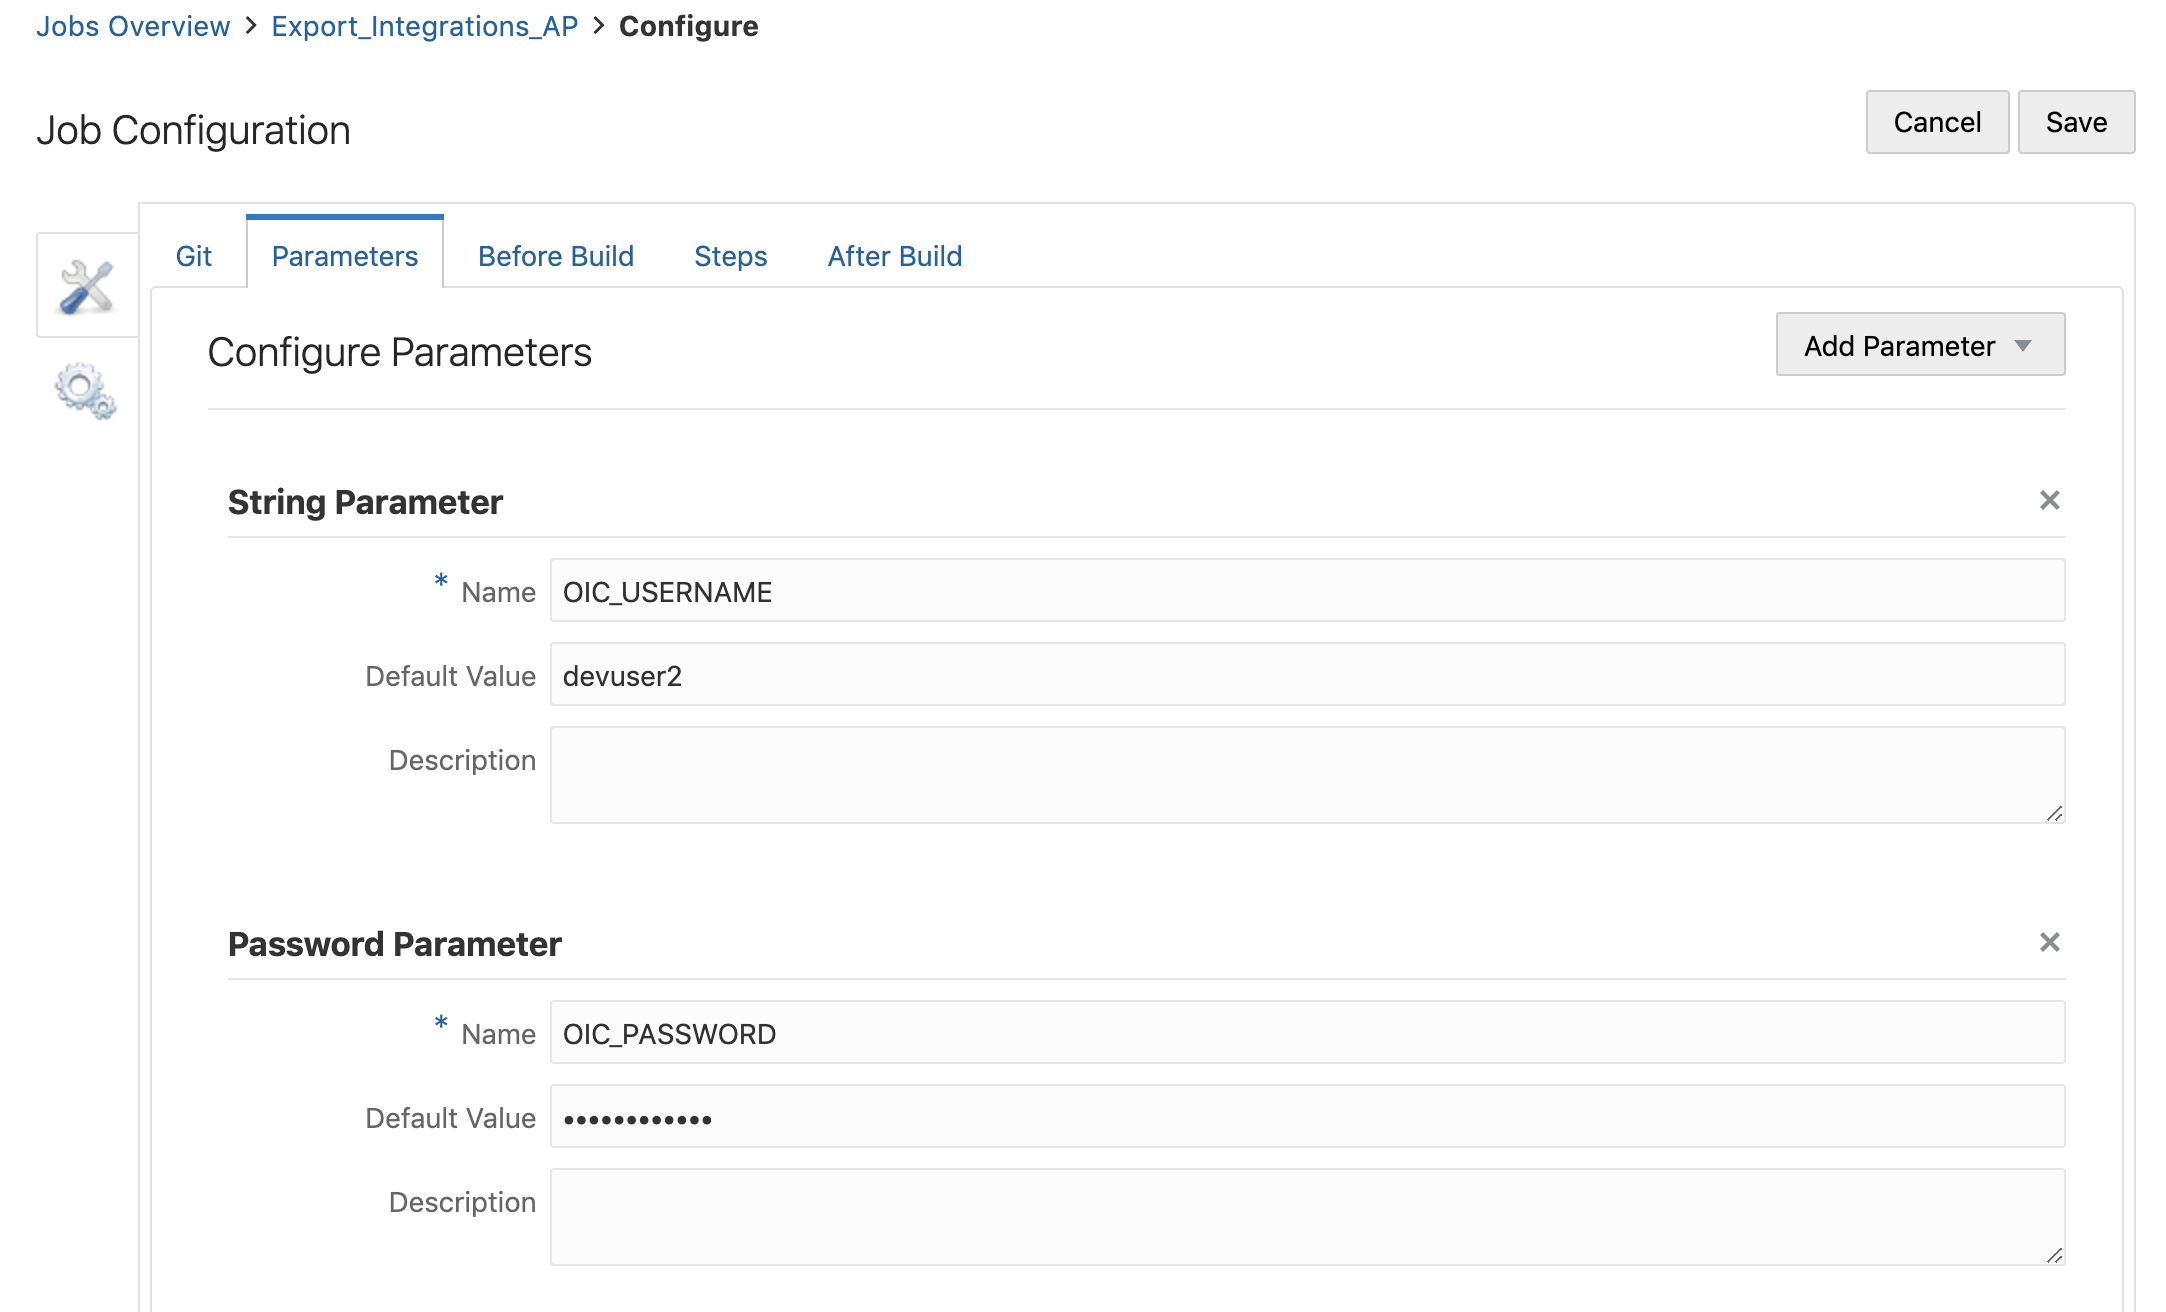 Jobs Overview > Export_Integrations_AP > Configure
Job Configuration
Cancel Save
Git Parameters Before Build Steps After Build
Configure Parameters
Add Parameter
String Parameter
* Name OIC_USERNAME
Default Value devuser2
Description
Password Parameter
* Name OIC_PASSWORD
Default Value ••••••••••••
Description